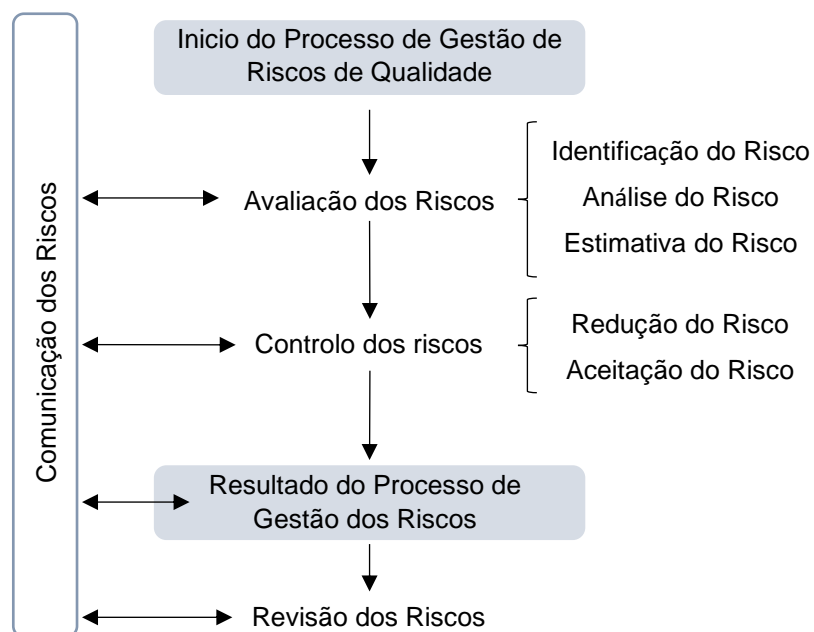 Inicio do Processo de Gestão de
Riscos de Qualidade
Comunicação dos Riscos
Avaliação dos Riscos
Identificação do Risco
Análise do Risco
Estimativa do Risco
Controlo dos riscos
Redução do Risco
Aceitação do Risco
Resultado do Processo de
Gestão dos Riscos
Revisão dos Riscos